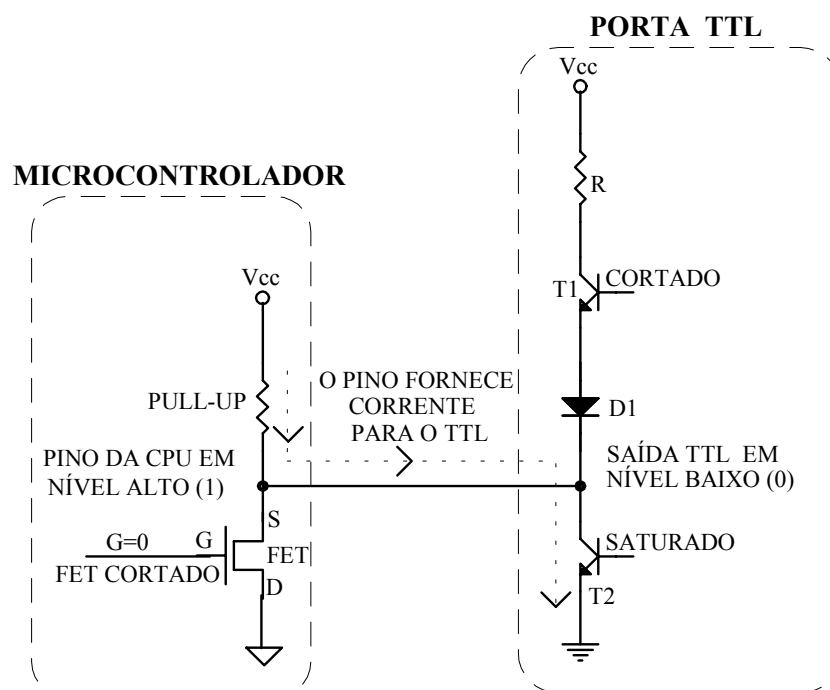 PORTA TTL
Vcc
R
MICROCONTROLADOR
Vcc
T1
CORTADO
PULL-UP
O PINO FORNECE
CORRENTE
PARA O TTL
D1
PINO DA CPU EM
NÍVEL ALTO (1)
SAÍDA TTL EM
NÍVEL BAIXO (0)
S
G=0
G
FET
FET CORTADO
D
SATURADO
T2